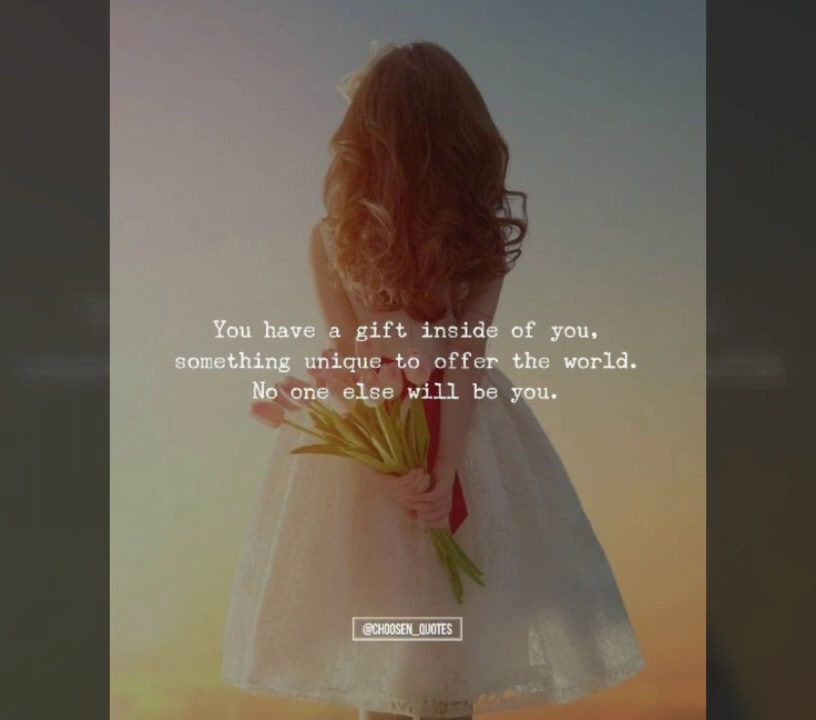 You have a gift inside of you,
something unique to offer the world.
No one else will be you.
@CHOOSEN_QUOTES